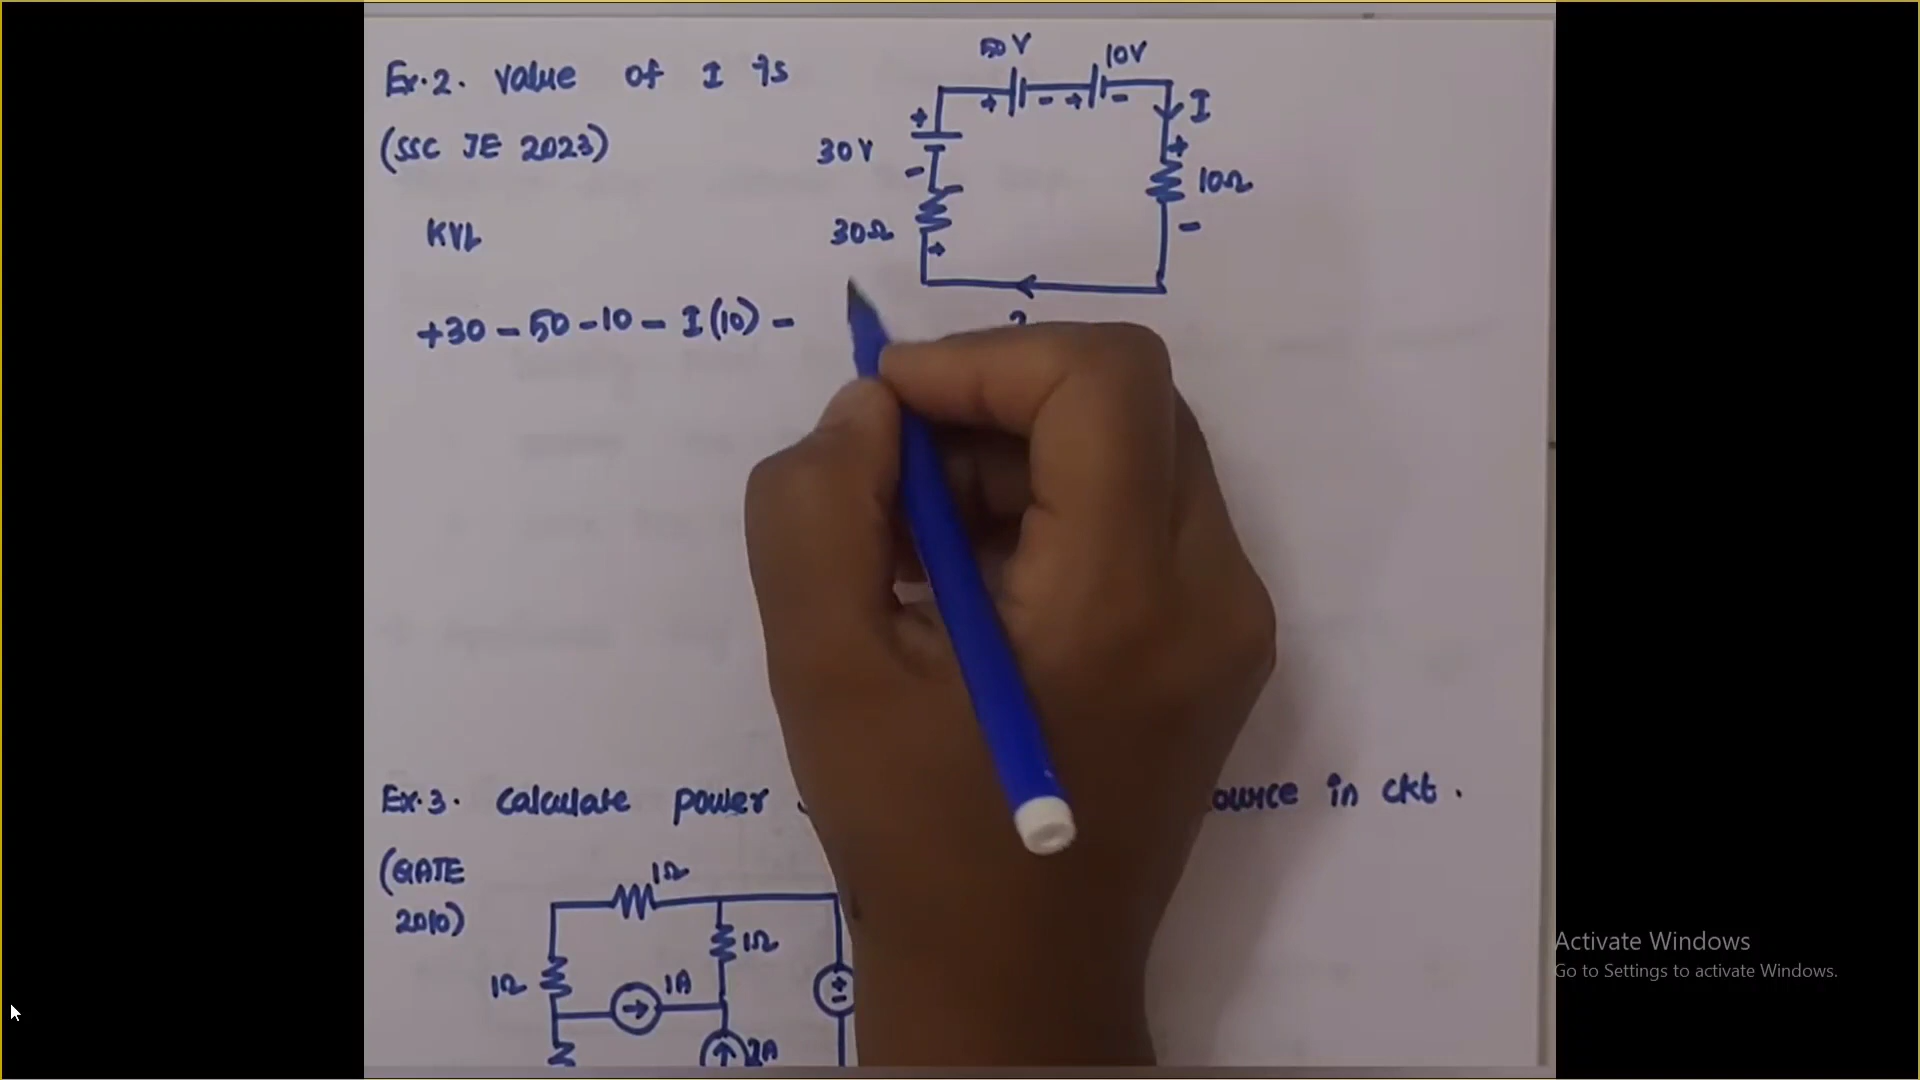 Ex.2. value of I is
(SSC JE 2023)
50V
10V
+ - + -
I
+
30V
-
+
10Ω
-
30Ω
+
KVL
+30 - 50 - 10 - I(10) -
Ex.3. Calculate power
ource in ckt.
(GATE
2010)
1Ω
1Ω
1Ω
1A
+
-
2A
Activate Windows
Go to Settings to activate Windows.